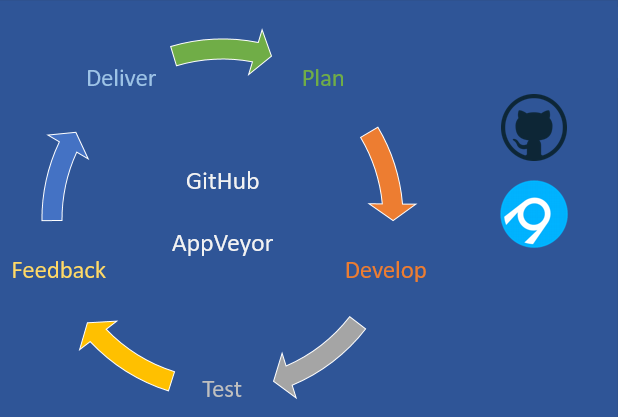 Deliver
Plan
GitHub
AppVeyor
Feedback
Develop
Test